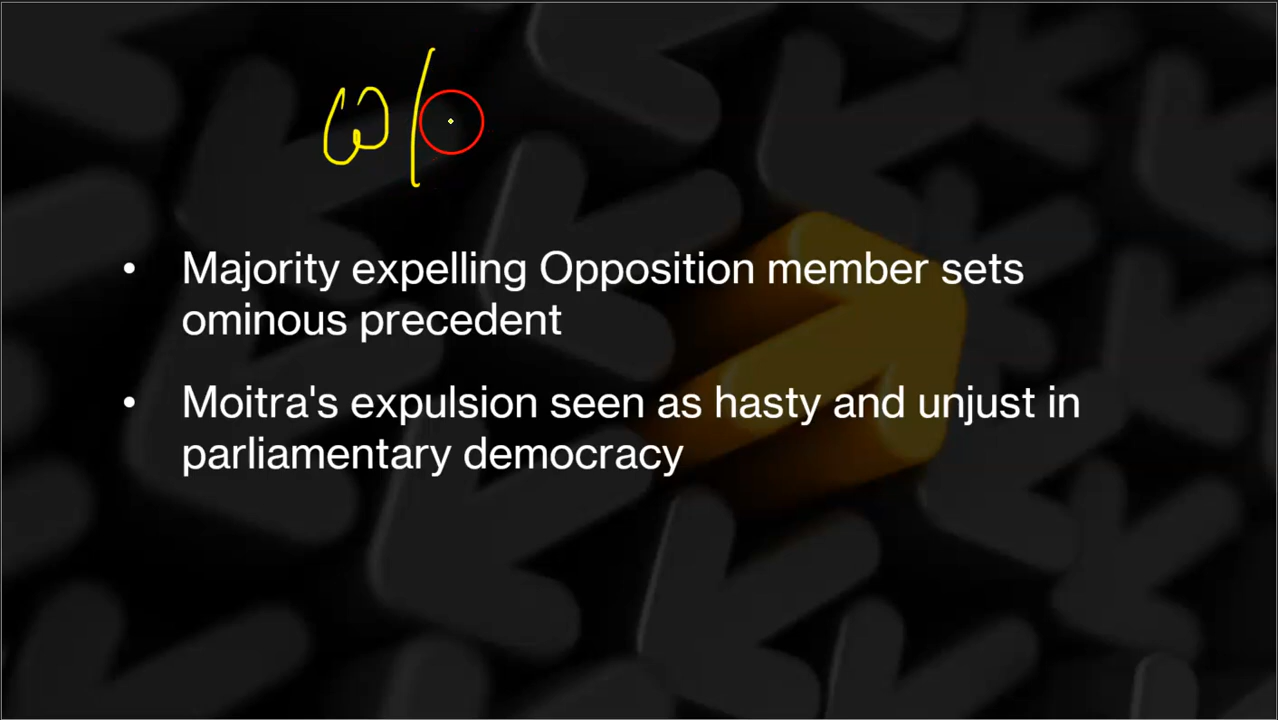 • Majority expelling Opposition member sets
ominous precedent
• Moitra's expulsion seen as hasty and unjust in
parliamentary democracy